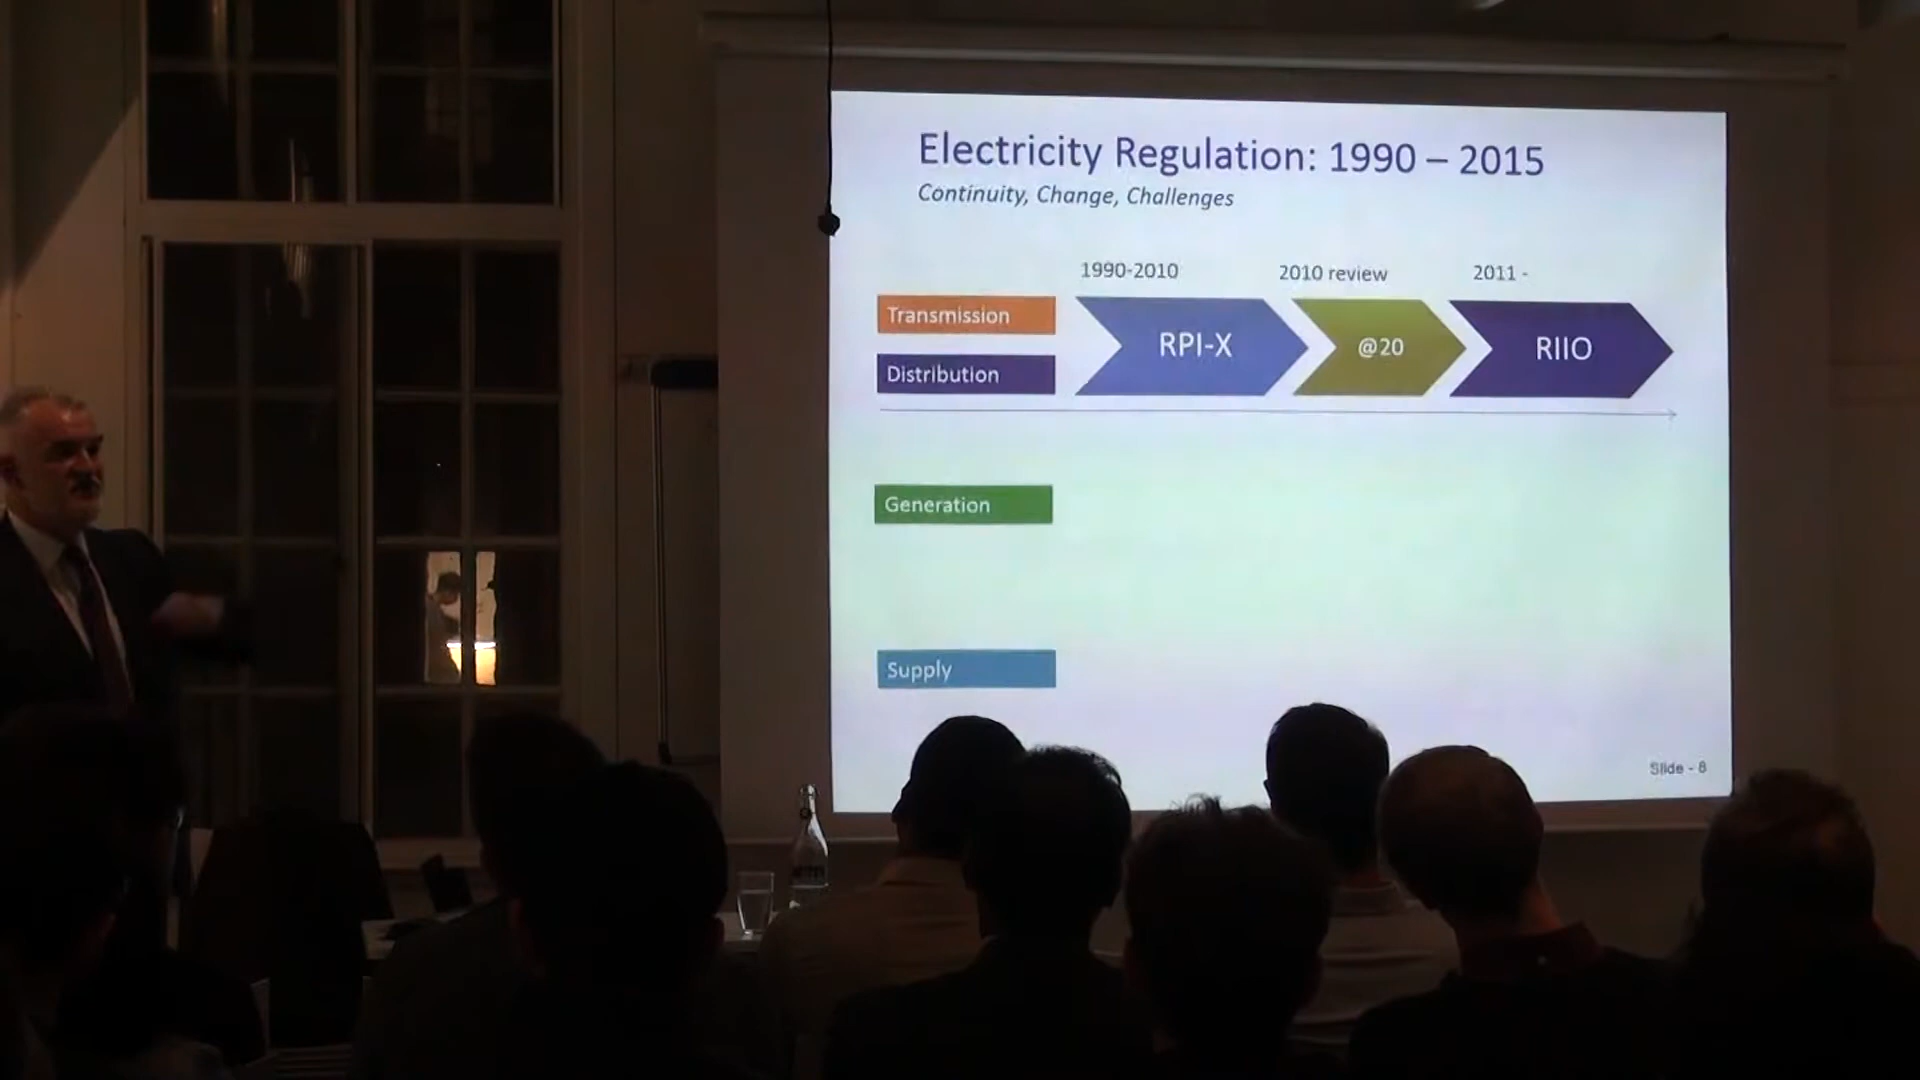 Electricity Regulation: 1990 – 2015
Continuity, Change, Challenges
1990-2010
2010 review
2011 -
Transmission
Distribution
RPI-X
@20
RIIO
Generation
Supply
Slide - 8